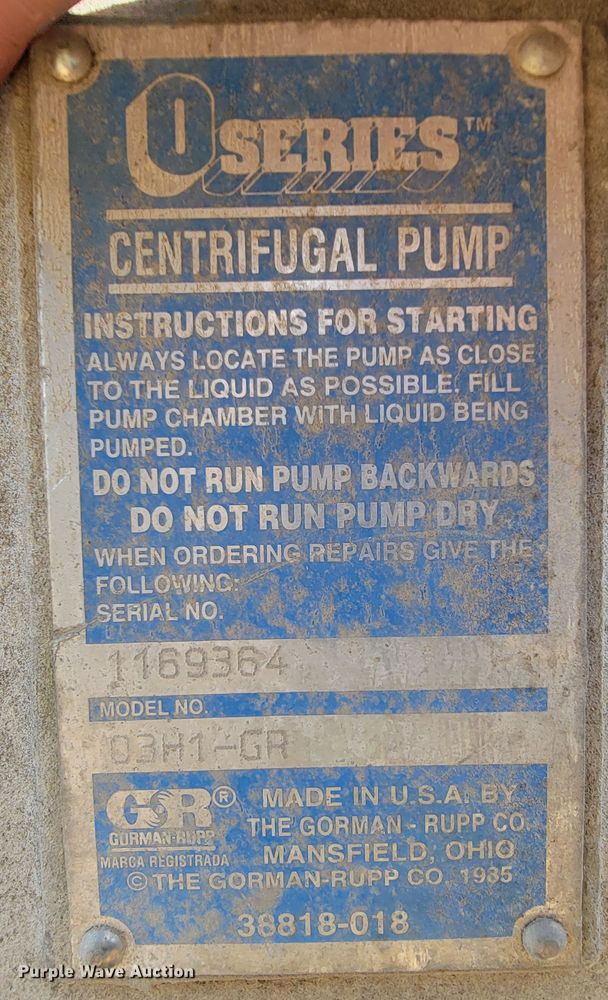 O SERIES™
CENTRIFUGAL PUMP
INSTRUCTIONS FOR STARTING
ALWAYS LOCATE THE PUMP AS CLOSE
TO THE LIQUID AS POSSIBLE. FILL
PUMP CHAMBER WITH LIQUID BEING
PUMPED.
DO NOT RUN PUMP BACKWARDS
DO NOT RUN PUMP DRY
WHEN ORDERING REPAIRS GIVE THE
FOLLOWING:
SERIAL NO.
1169364
MODEL NO.
03H1-GR
GR®
GORMAN-RUPP
MARCA REGISTRADA
MADE IN U.S.A. BY
THE GORMAN - RUPP CO.
MANSFIELD, OHIO
© THE GORMAN-RUPP CO, 1985
38818-018
Purple Wave Auction